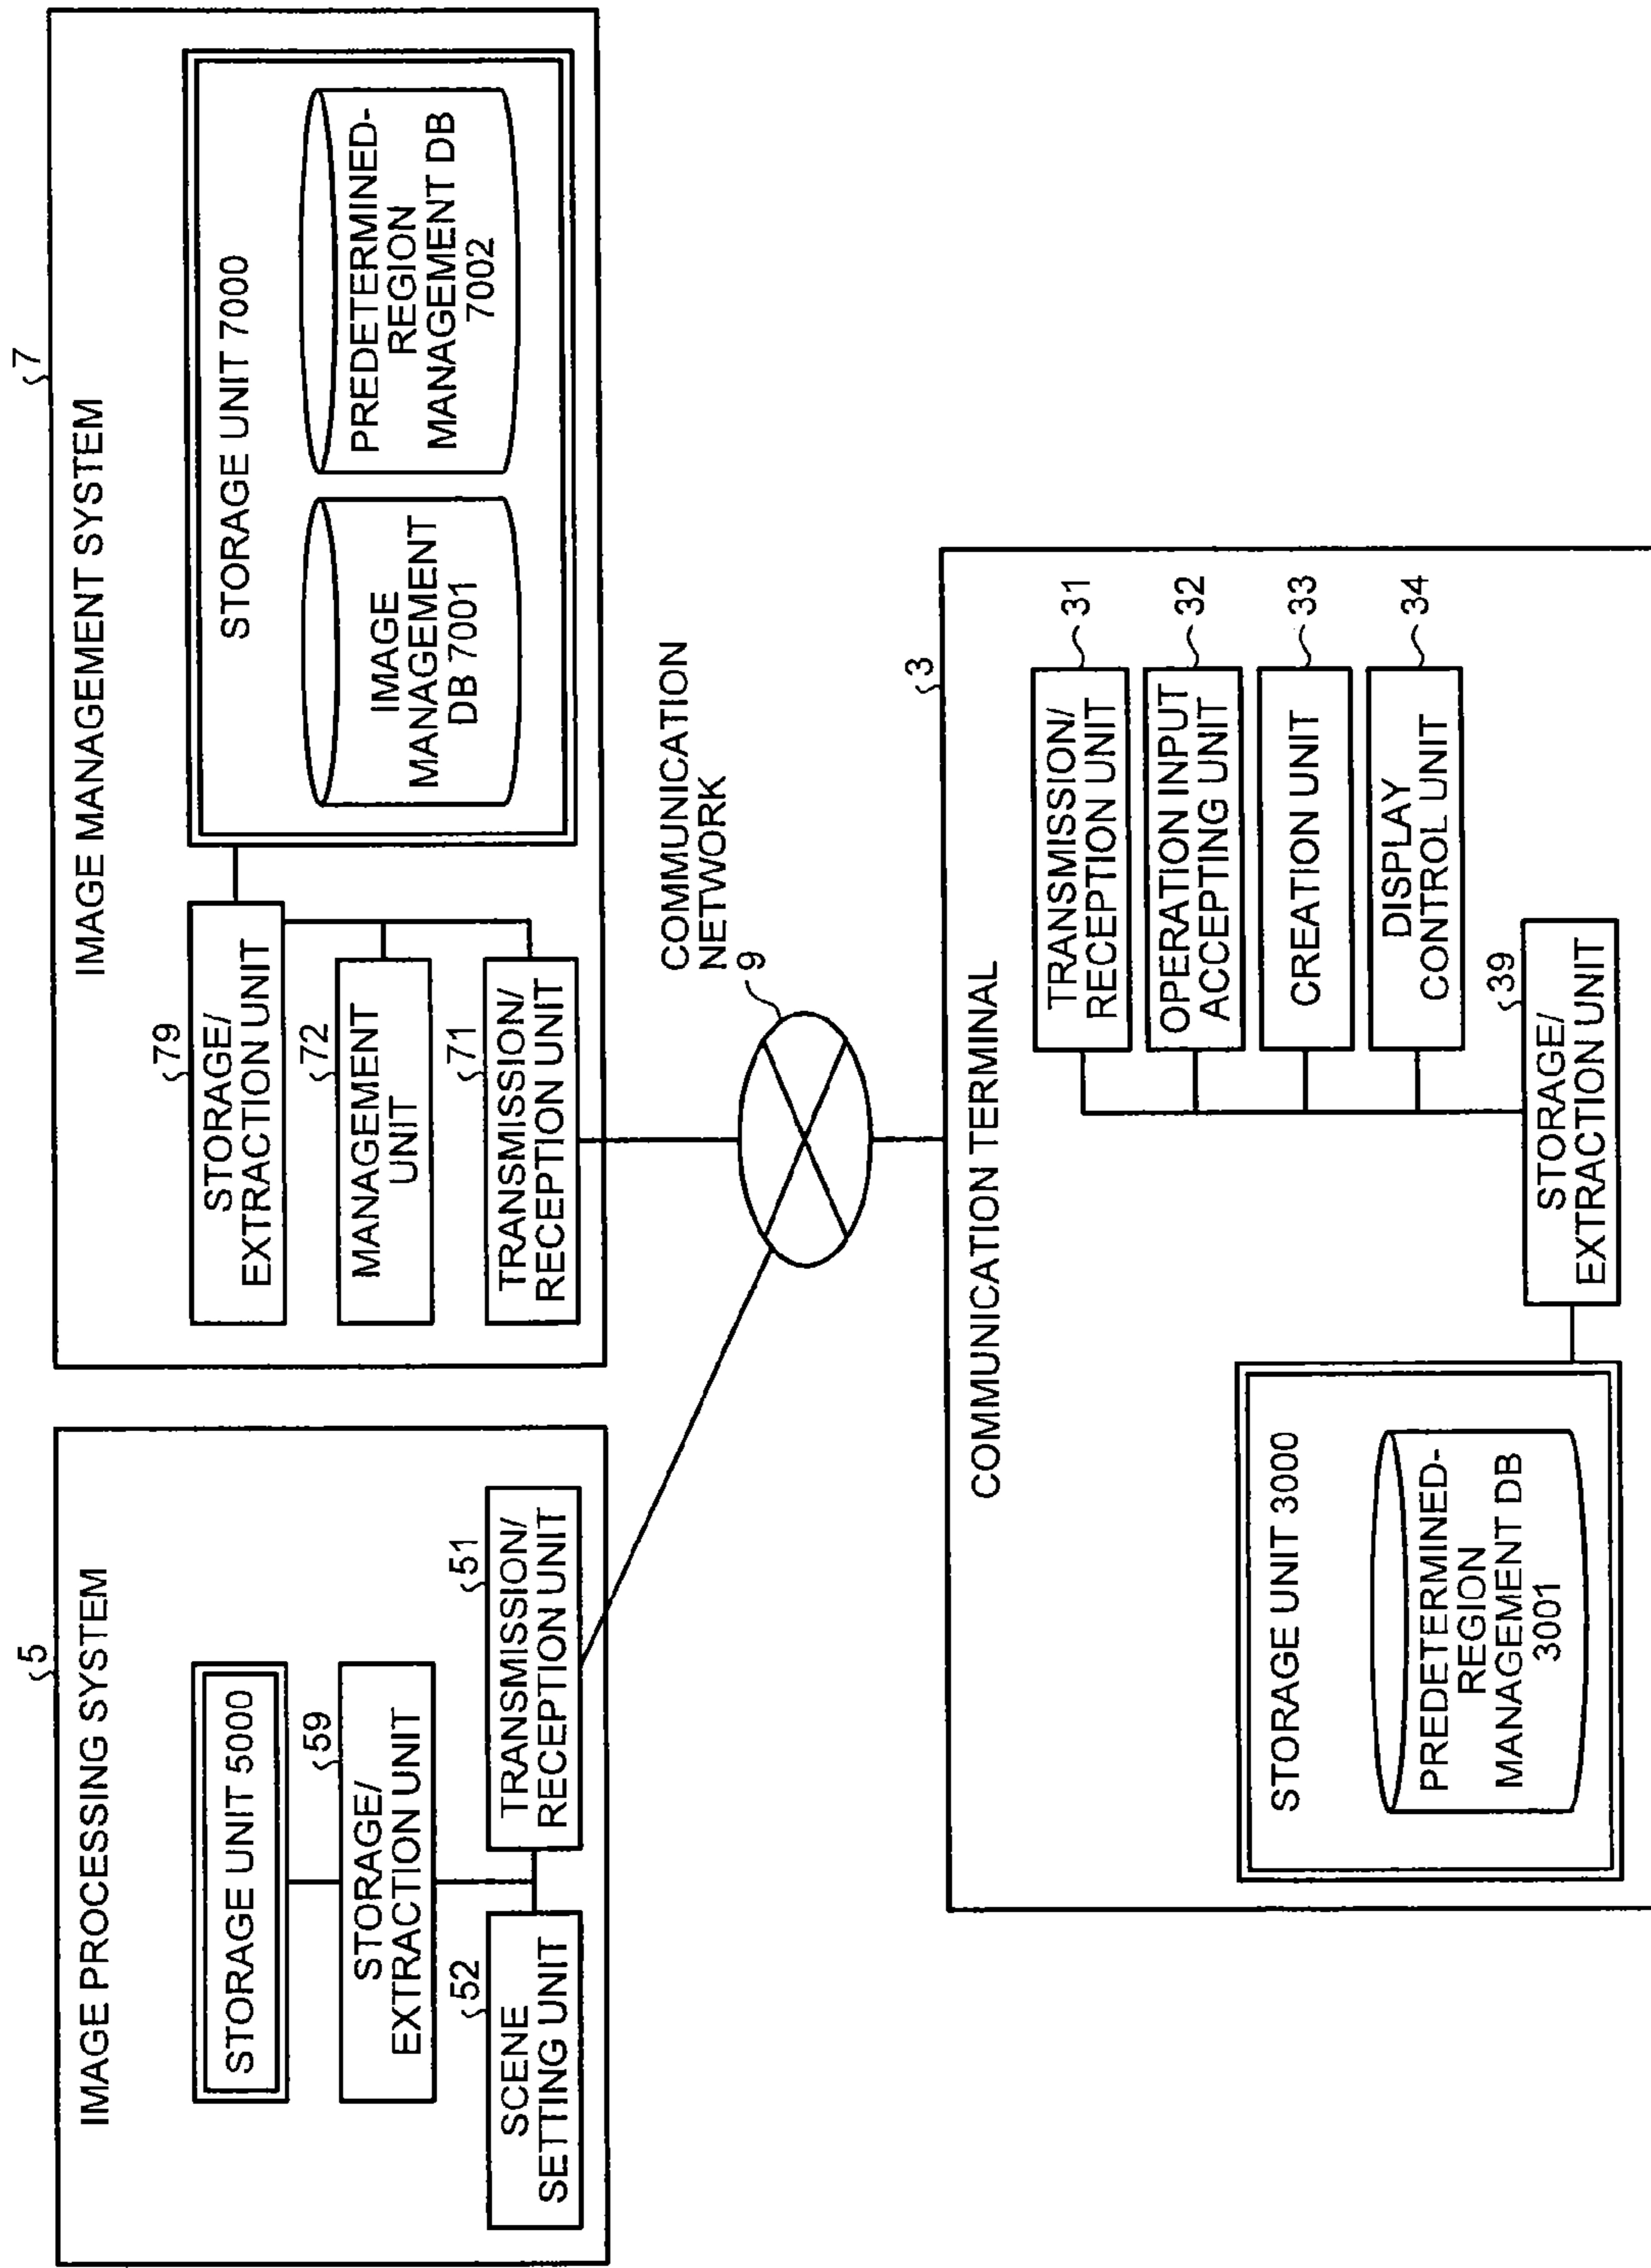 5
IMAGE PROCESSING SYSTEM
STORAGE UNIT 5000
59
STORAGE/
EXTRACTION UNIT
52
SCENE
SETTING UNIT
51
TRANSMISSION/
RECEPTION UNIT
7
IMAGE MANAGEMENT SYSTEM
79
STORAGE/
EXTRACTION UNIT
72
MANAGEMENT
UNIT
71
TRANSMISSION/
RECEPTION UNIT
STORAGE UNIT 7000
IMAGE
MANAGEMENT
DB 7001
PREDETERMINED-
REGION
MANAGEMENT DB
7002
COMMUNICATION
NETWORK
9
3
COMMUNICATION TERMINAL
TRANSMISSION/
RECEPTION UNIT
31
OPERATION INPUT
ACCEPTING UNIT
32
CREATION UNIT
33
DISPLAY
CONTROL UNIT
34
39
STORAGE/
EXTRACTION UNIT
STORAGE UNIT 3000
PREDETERMINED-
REGION
MANAGEMENT DB
3001